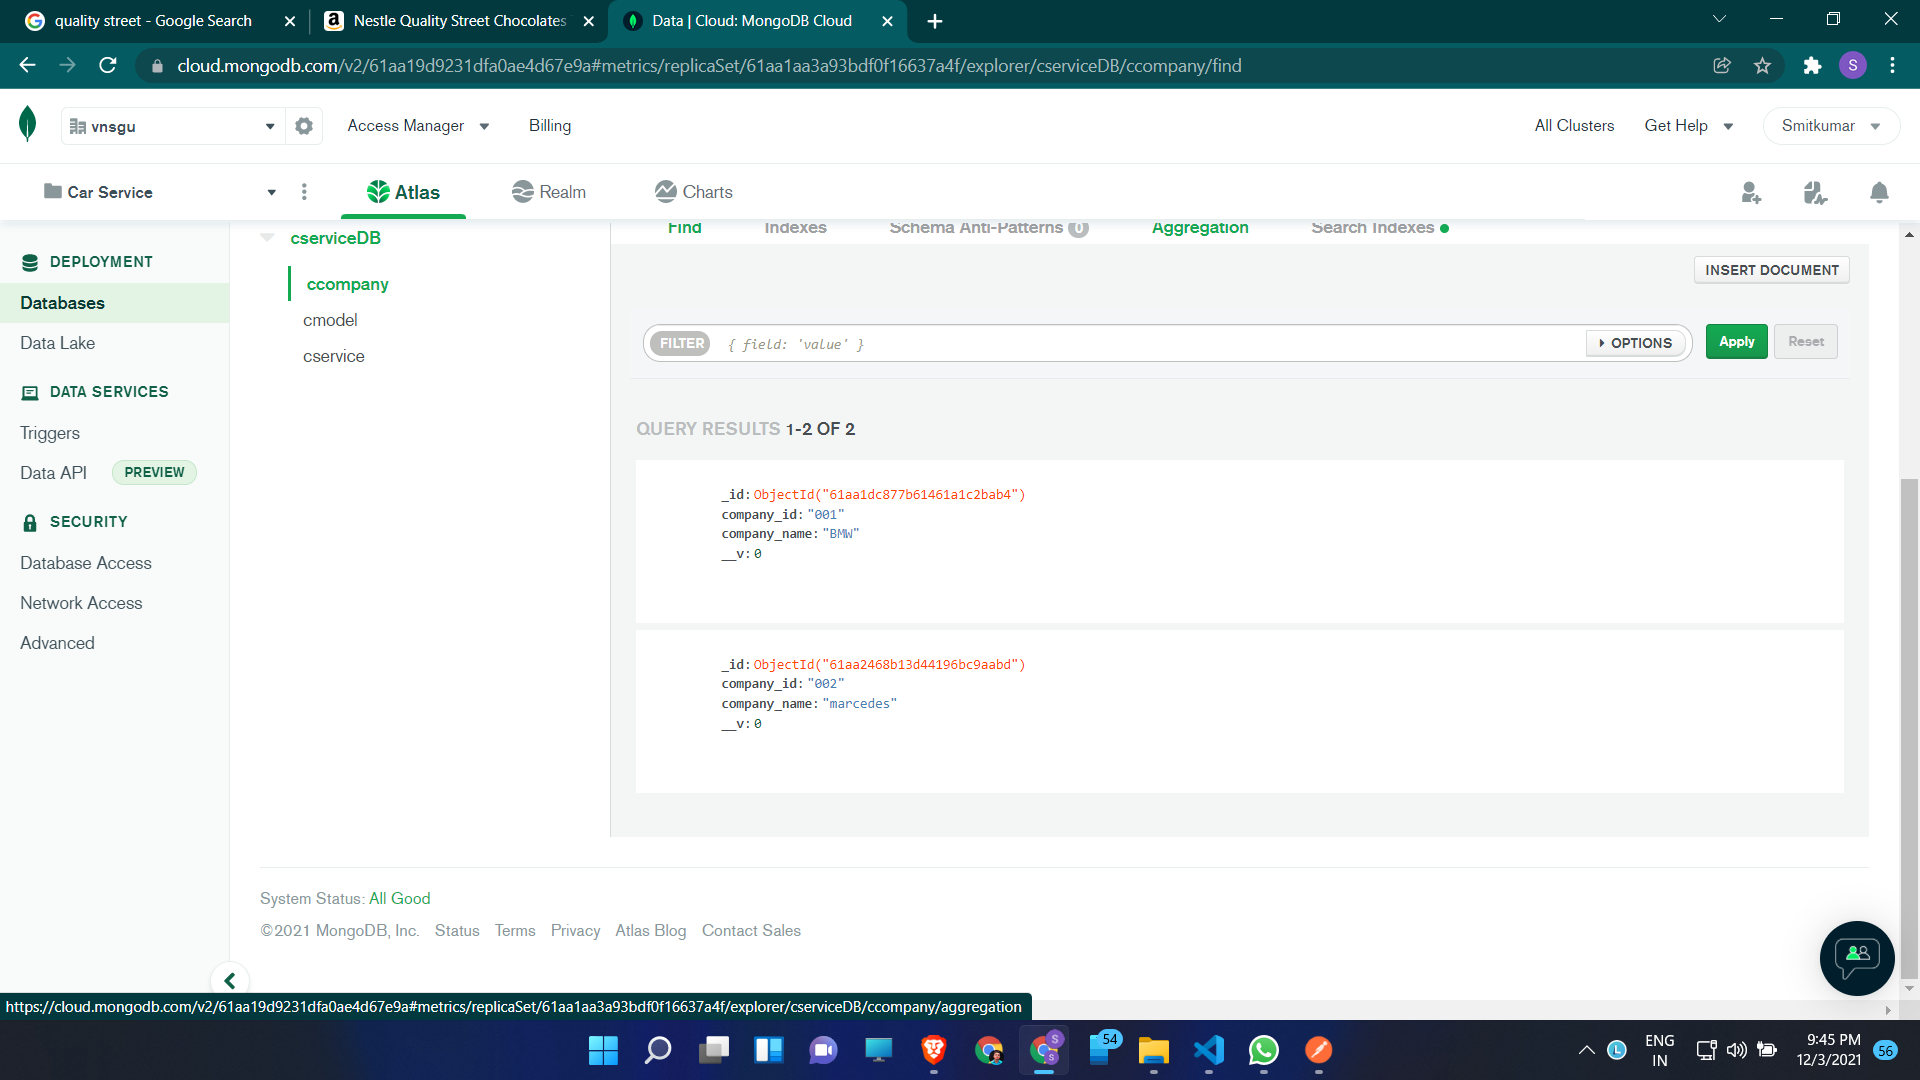 quality street - Google Search
Nestle Quality Street Chocolates
Data | Cloud: MongoDB Cloud
cloud.mongodb.com/v2/61aa19d9231dfa0ae4d67e9a#metrics/replicaSet/61aa1aa3a93bdf0f16637a4f/explorer/cserviceDB/ccompany/find
S
vnsgu
Access Manager
Billing
All Clusters
Get Help
Smitkumar
Car Service
Atlas
Realm
Charts
DEPLOYMENT
Databases
Data Lake
DATA SERVICES
Triggers
Data API
PREVIEW
SECURITY
Database Access
Network Access
Advanced
cserviceDB
ccompany
cmodel
cservice
Find
Indexes
Schema Anti-Patterns 0
Aggregation
Search Indexes
INSERT DOCUMENT
FILTER
{ field: 'value' }
OPTIONS
Apply
Reset
QUERY RESULTS 1-2 OF 2
_id: ObjectId("61aa1dc877b61461a1c2bab4")
company_id: "001"
company_name: "BMW"
__v: 0
_id: ObjectId("61aa2468b13d44196bc9aabd")
company_id: "002"
company_name: "marcedes"
__v: 0
System Status: All Good
©2021 MongoDB, Inc. Status Terms Privacy Atlas Blog Contact Sales
https://cloud.mongodb.com/v2/61aa19d9231dfa0ae4d67e9a#metrics/replicaSet/61aa1aa3a93bdf0f16637a4f/explorer/cserviceDB/ccompany/aggregation
S
S
54
L
ENG
IN
9:45 PM
12/3/2021
56